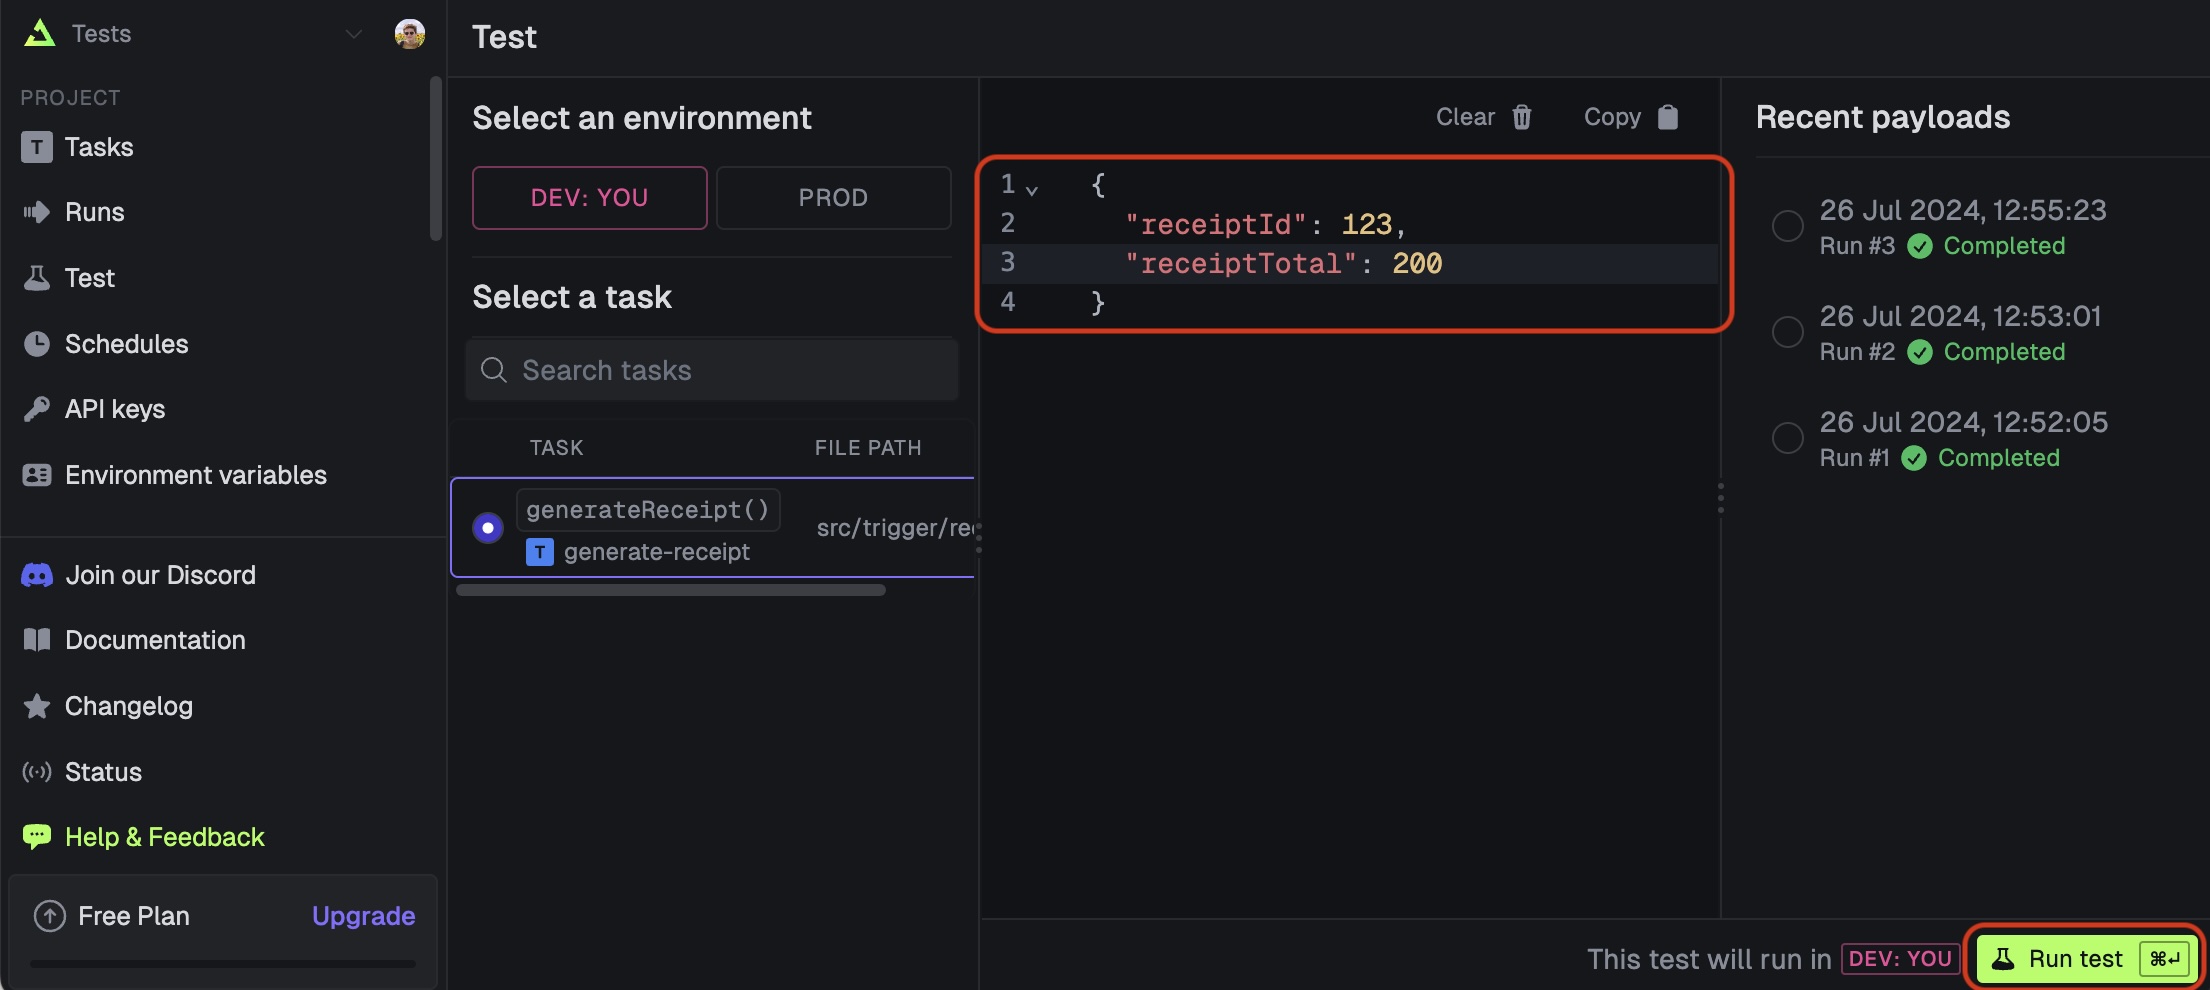 Tests
PROJECT
T Tasks
Runs
Test
Schedules
API keys
Environment variables
Join our Discord
Documentation
Changelog
Status
Help & Feedback
Free Plan Upgrade
Test
Select an environment
DEV: YOU PROD
Select a task
Search tasks
TASK FILE PATH
generateReceipt() src/trigger/rec
T generate-receipt
Clear Copy
1 {
2 "receiptId": 123,
3 "receiptTotal": 200
4 }
Recent payloads
26 Jul 2024, 12:55:23
Run #3 Completed
26 Jul 2024, 12:53:01
Run #2 Completed
26 Jul 2024, 12:52:05
Run #1 Completed
This test will run in DEV: YOU Run test ⌘↵